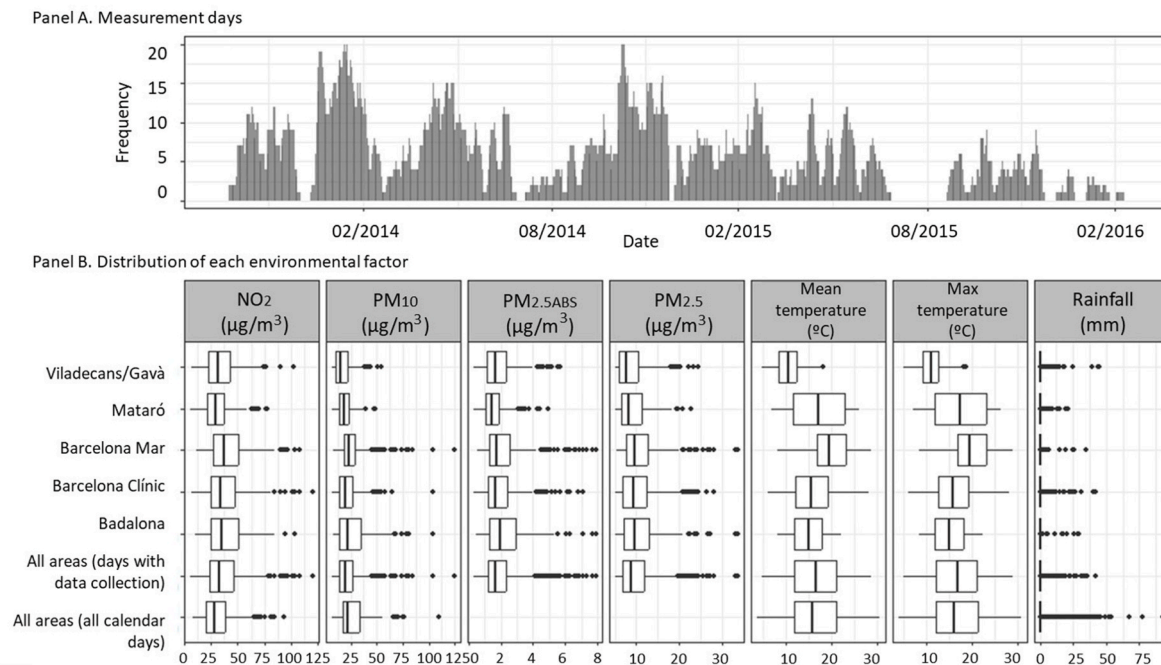 Panel A. Measurement days
Frequency
20
15
10
5
0
02/2014
08/2014
02/2015
08/2015
02/2016
Date
Panel B. Distribution of each environmental factor
NO2
(µg/m³)
PM10
(µg/m³)
PM2.5ABS
(µg/m³)
PM2.5
(µg/m³)
Mean
temperature
(ºC)
Max
temperature
(ºC)
Rainfall
(mm)
Viladecans/Gavà
Mataró
Barcelona Mar
Barcelona Clínic
Badalona
All areas (days with
data collection)
All areas (all calendar
days)
0 25 50 75 100 125
0 25 50 75 100 125
0 2 4 6 8
10 20 30
10 20 30
10 20 30
0 25 50 75